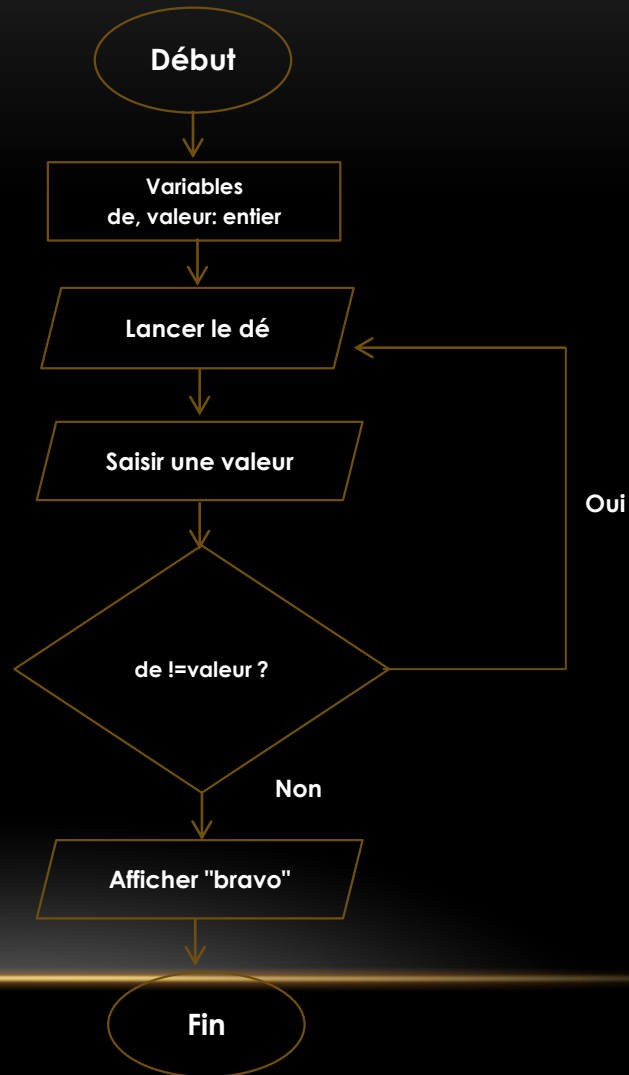 Début
Variables
de, valeur: entier
Lancer le dé
Saisir une valeur
Oui
de !=valeur ?
Non
Afficher "bravo"
Fin